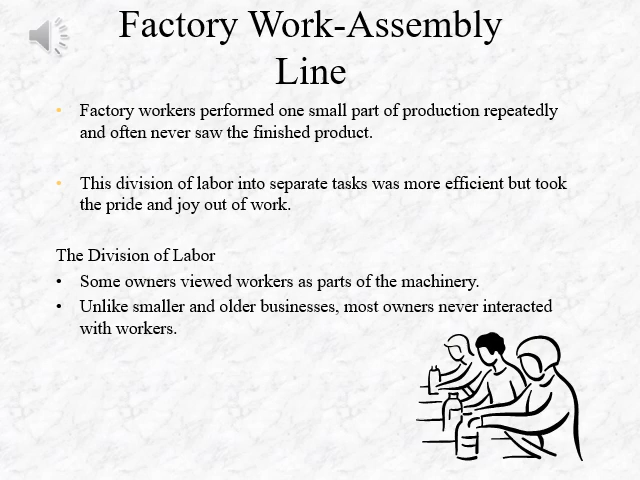 Factory Work-Assembly
Line
• Factory workers performed one small part of production repeatedly
and often never saw the finished product.
• This division of labor into separate tasks was more efficient but took
the pride and joy out of work.
The Division of Labor
• Some owners viewed workers as parts of the machinery.
• Unlike smaller and older businesses, most owners never interacted
with workers.